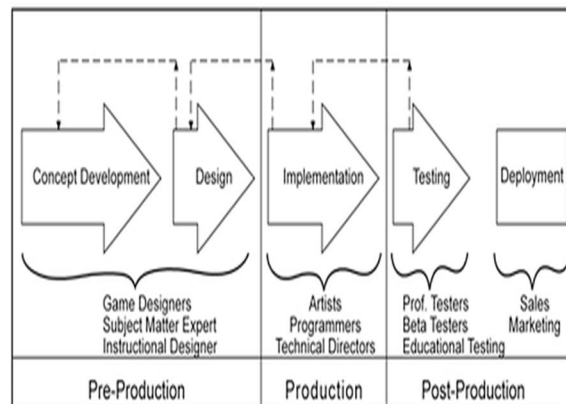 Concept Development
Design
Implementation
Testing
Deployment
Game Designers
Subject Matter Expert
Instructional Designer
Artists
Programmers
Technical Directors
Prof. Testers
Beta Testers
Educational Testing
Sales
Marketing
Pre-Production
Production
Post-Production